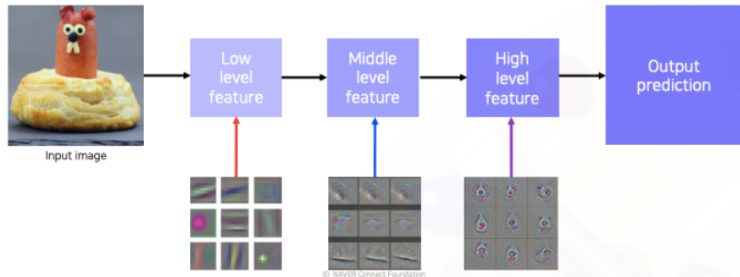 Low
level
feature
Middle
level
feature
High
level
feature
Output
prediction
Input image
© NAVER Connect Foundation